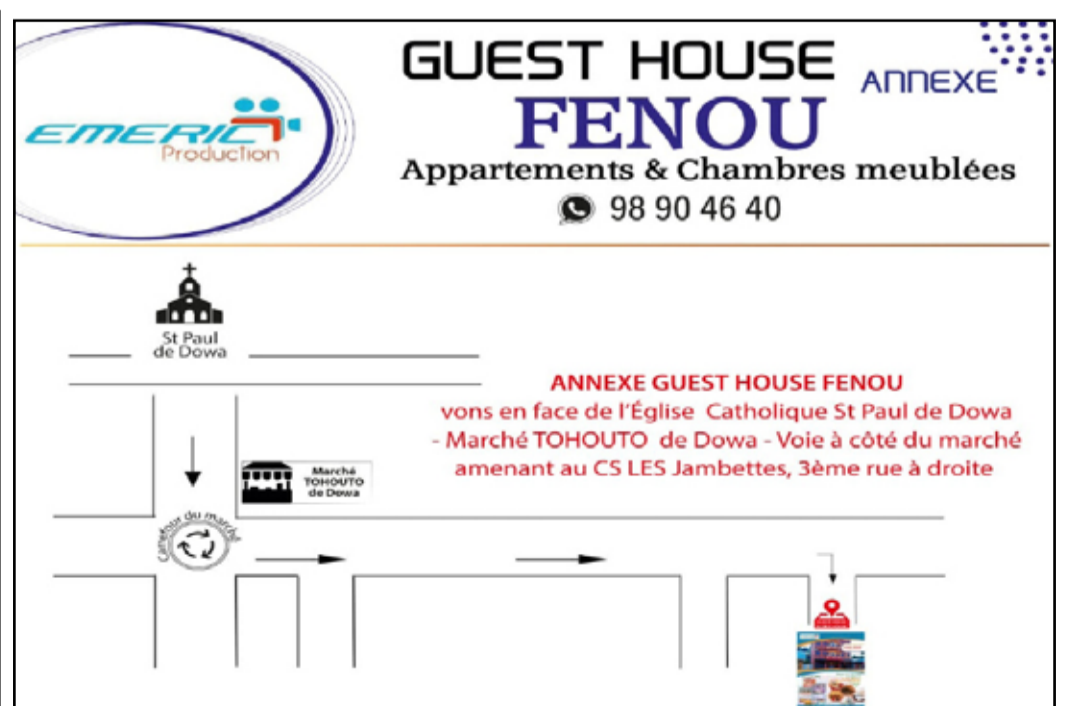 EMERIC
Production
GUEST HOUSE
ANNEXE
FENOU
Appartements & Chambres meublées
98 90 46 40
St Paul
de Dowa
ANNEXE GUEST HOUSE FENOU
vons en face de l'Église Catholique St Paul de Dowa
- Marché TOHOUTO de Dowa - Voie à côté du marché
amenant au CS LES Jambettes, 3ème rue à droite
Marché
TOHOUTO
de Dowa
Carrefour du marché